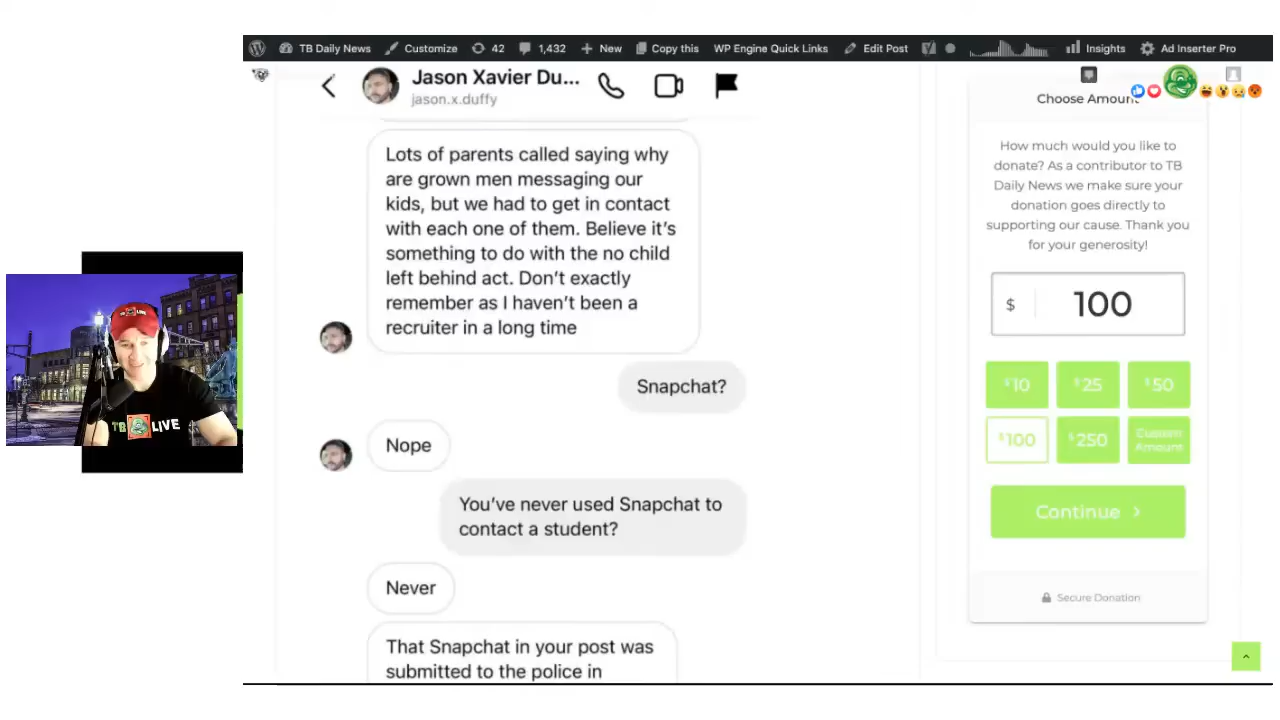 TB Daily News Customize 42 1,432 New Copy this WP Engine Quick Links Edit Post Insights Ad Inserter Pro
Jason Xavier Du...
jason.x.duffy
Lots of parents called saying why
are grown men messaging our
kids, but we had to get in contact
with each one of them. Believe it's
something to do with the no child
left behind act. Don't exactly
remember as I haven't been a
recruiter in a long time
Snapchat?
Nope
You've never used Snapchat to
contact a student?
Never
That Snapchat in your post was
submitted to the police in
Choose Amount
How much would you like to
donate? As a contributor to TB
Daily News we make sure your
donation goes directly to
supporting our cause. Thank you
for your generosity!
$ 100
$10 $25 $50
$100 $250 Custom
Amount
Continue
Secure Donation
TB LIVE